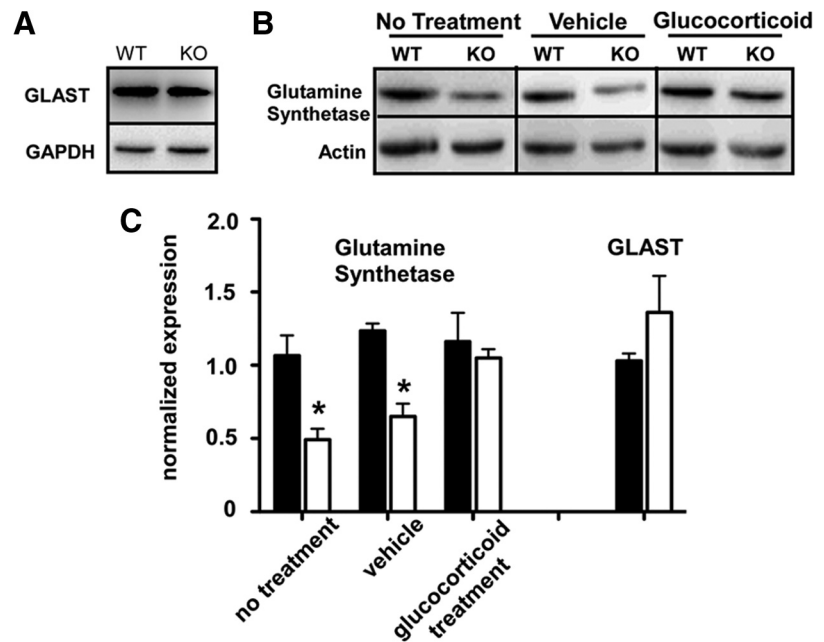 A
WT KO
GLAST
GAPDH
B
No Treatment Vehicle Glucocorticoid
WT KO WT KO WT KO
Glutamine
Synthetase
Actin
C
normalized expression
2.0
1.5
1.0
0.5
0
Glutamine
Synthetase
GLAST
*
*
no treatment
vehicle
glucocorticoid
treatment